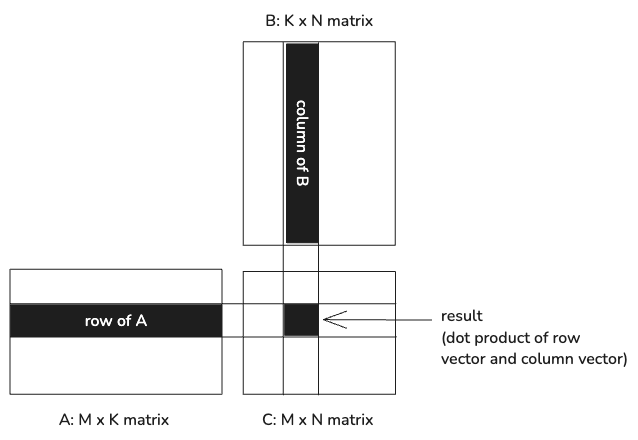 B: K x N matrix
column of B
row of A
result
(dot product of row
vector and column vector)
A: M x K matrix
C: M x N matrix